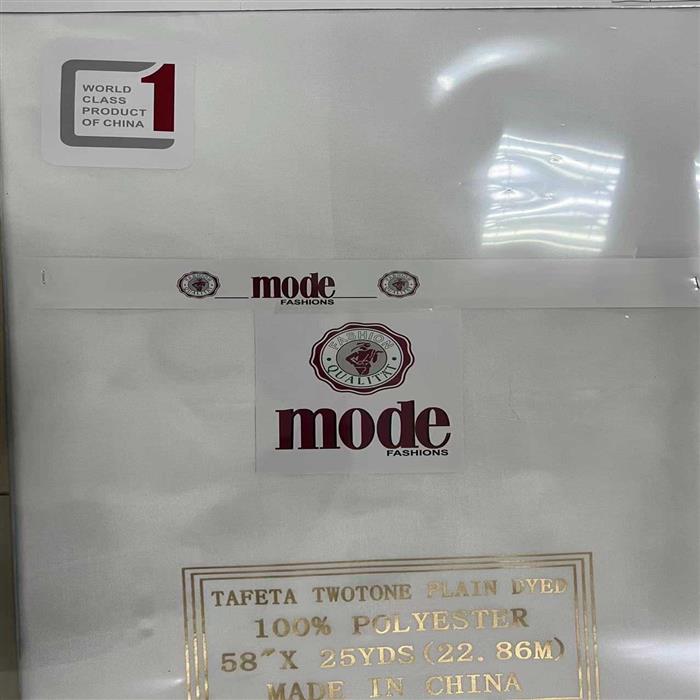 WORLD
CLASS
PRODUCT
OF CHINA
1
mode
FASHIONS
FASHION
QUALITAT
mode
FASHIONS
TAFETA TWOTONE PLAIN DYED
100% POLYESTER
58″X 25YDS(22.86M)
MADE IN CHINA